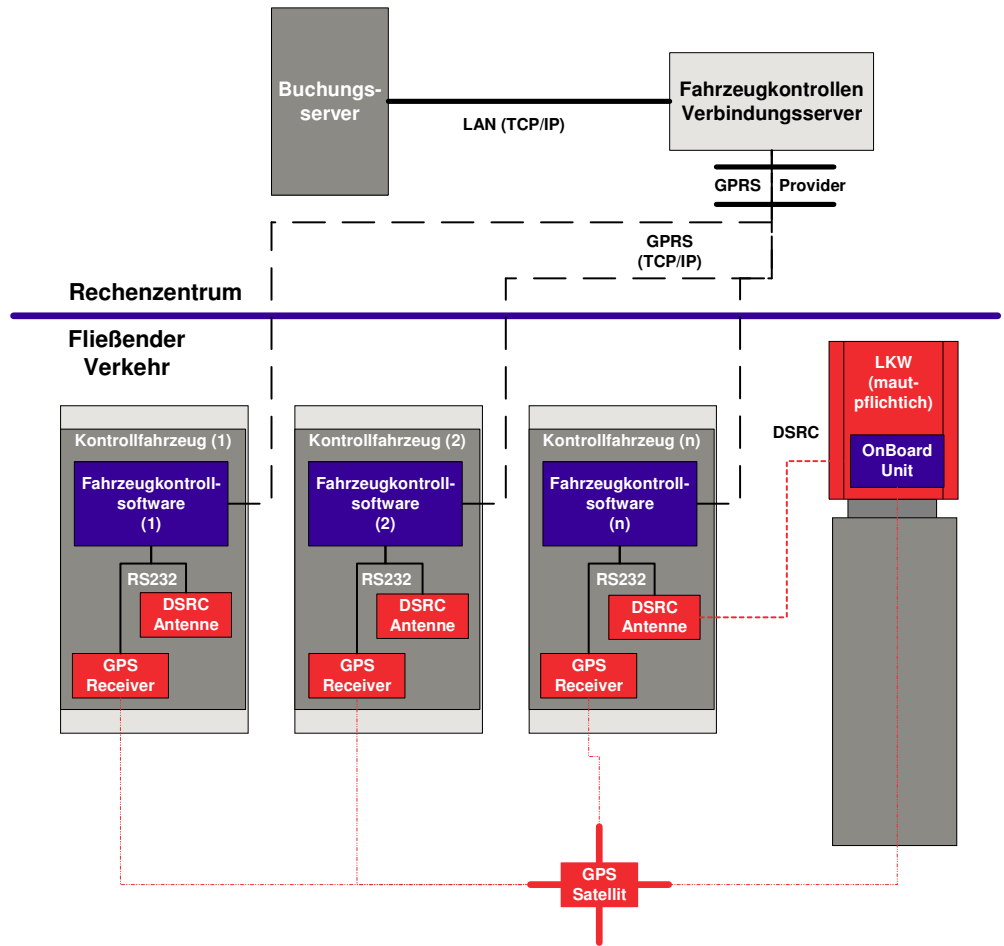 Buchungs-
server
Fahrzeugkontrollen
Verbindungsserver
LAN (TCP/IP)
GPRS Provider
GPRS
(TCP/IP)
Rechenzentrum
Fließender
Verkehr
LKW
(maut-
pflichtich)
OnBoard
Unit
DSRC
Kontrollfahrzeug (1)
Fahrzeugkontroll-
software
(1)
RS232
DSRC
Antenne
GPS
Receiver
Kontrollfahrzeug (2)
Fahrzeugkontroll-
software
(2)
RS232
DSRC
Antenne
GPS
Receiver
Kontrollfahrzeug (n)
Fahrzeugkontroll-
software
(n)
RS232
DSRC
Antenne
GPS
Receiver
GPS
Satellit